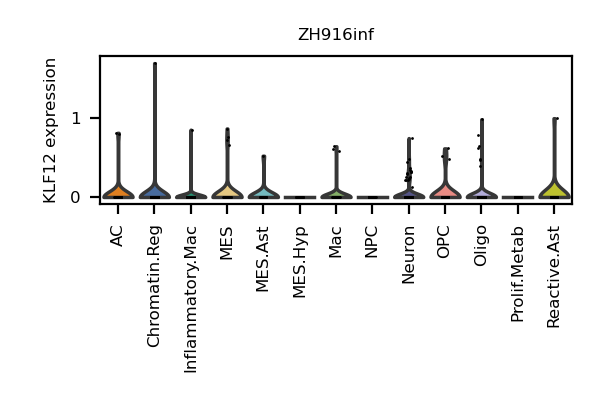 ZH916inf
KLF12 expression
1
0
AC
Chromatin.Reg
Inflammatory.Mac
MES
MES.Ast
MES.Hyp
Mac
NPC
Neuron
OPC
Oligo
Prolif.Metab
Reactive.Ast